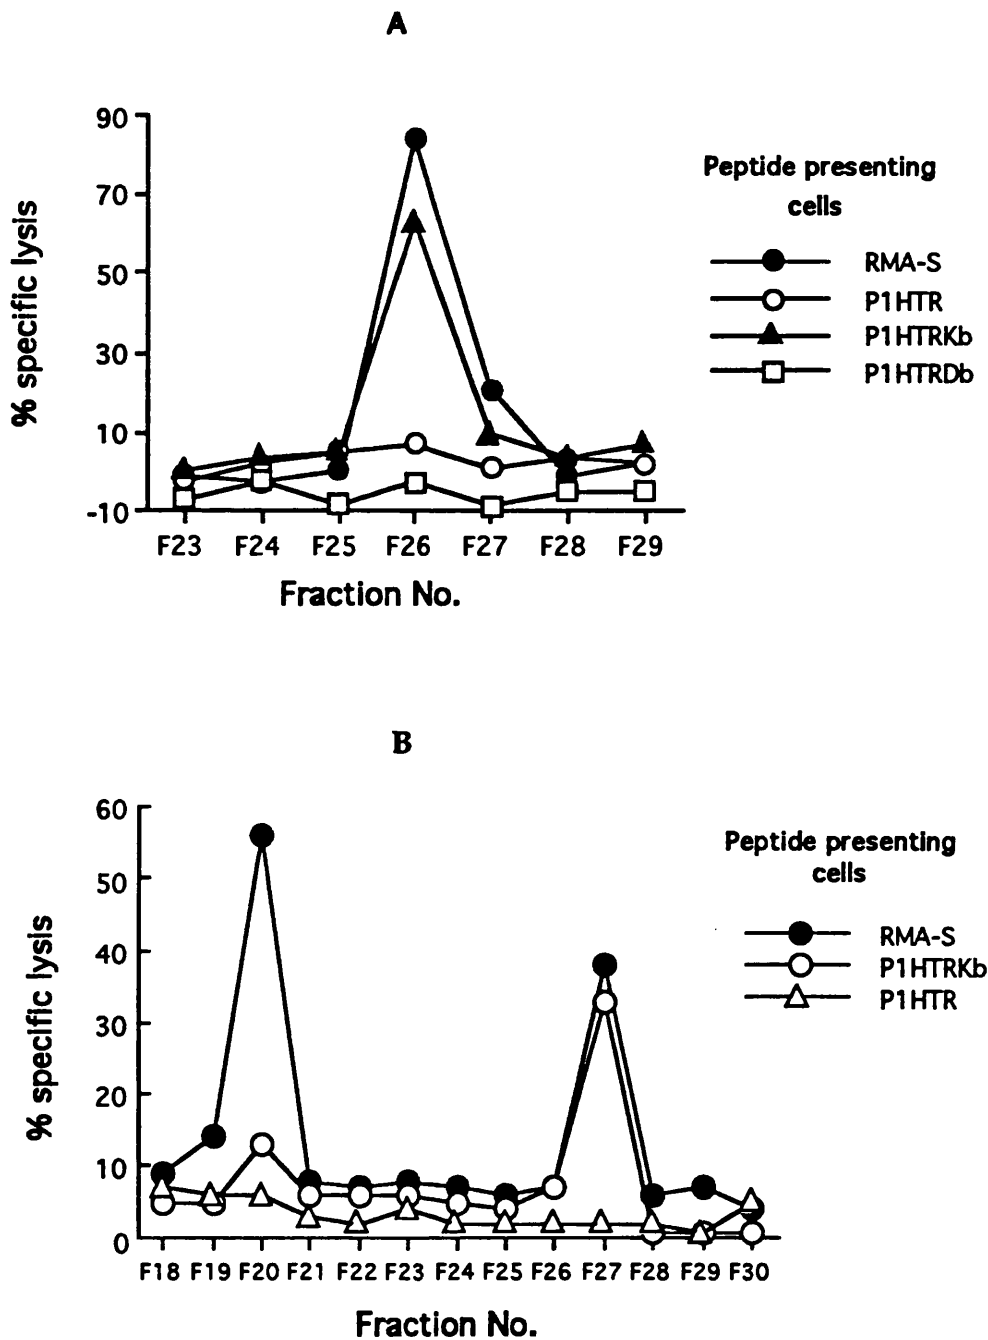 A
90
70
50
30
10
-10
% specific lysis
F23 F24 F25 F26 F27 F28 F29
Fraction No.
Peptide presenting
cells
RMA-S
P1HTR
P1HTRKb
P1HTRDb
B
60
50
40
30
20
10
0
% specific lysis
F18 F19 F20 F21 F22 F23 F24 F25 F26 F27 F28 F29 F30
Fraction No.
Peptide presenting
cells
RMA-S
P1HTRKb
P1HTR